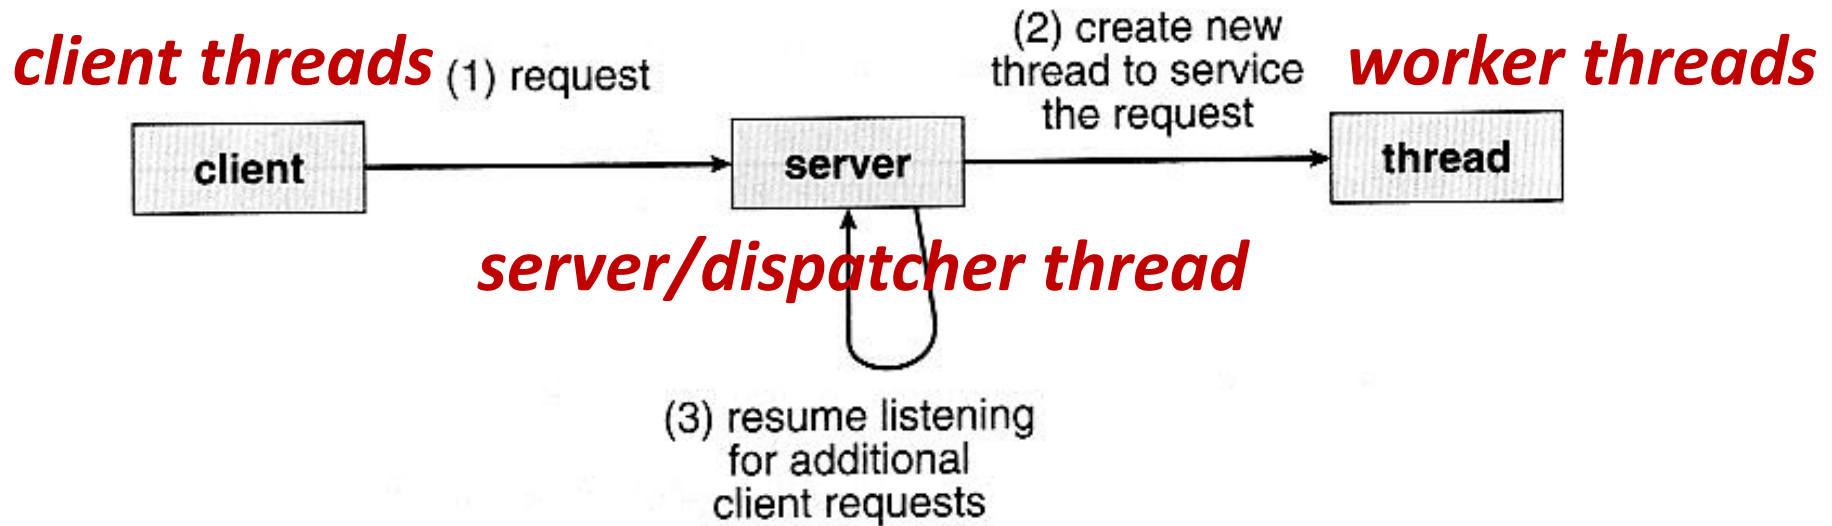 client threads
(1) request
(2) create new
thread to service
the request
worker threads
client
server
thread
server/dispatcher thread
(3) resume listening
for additional
client requests